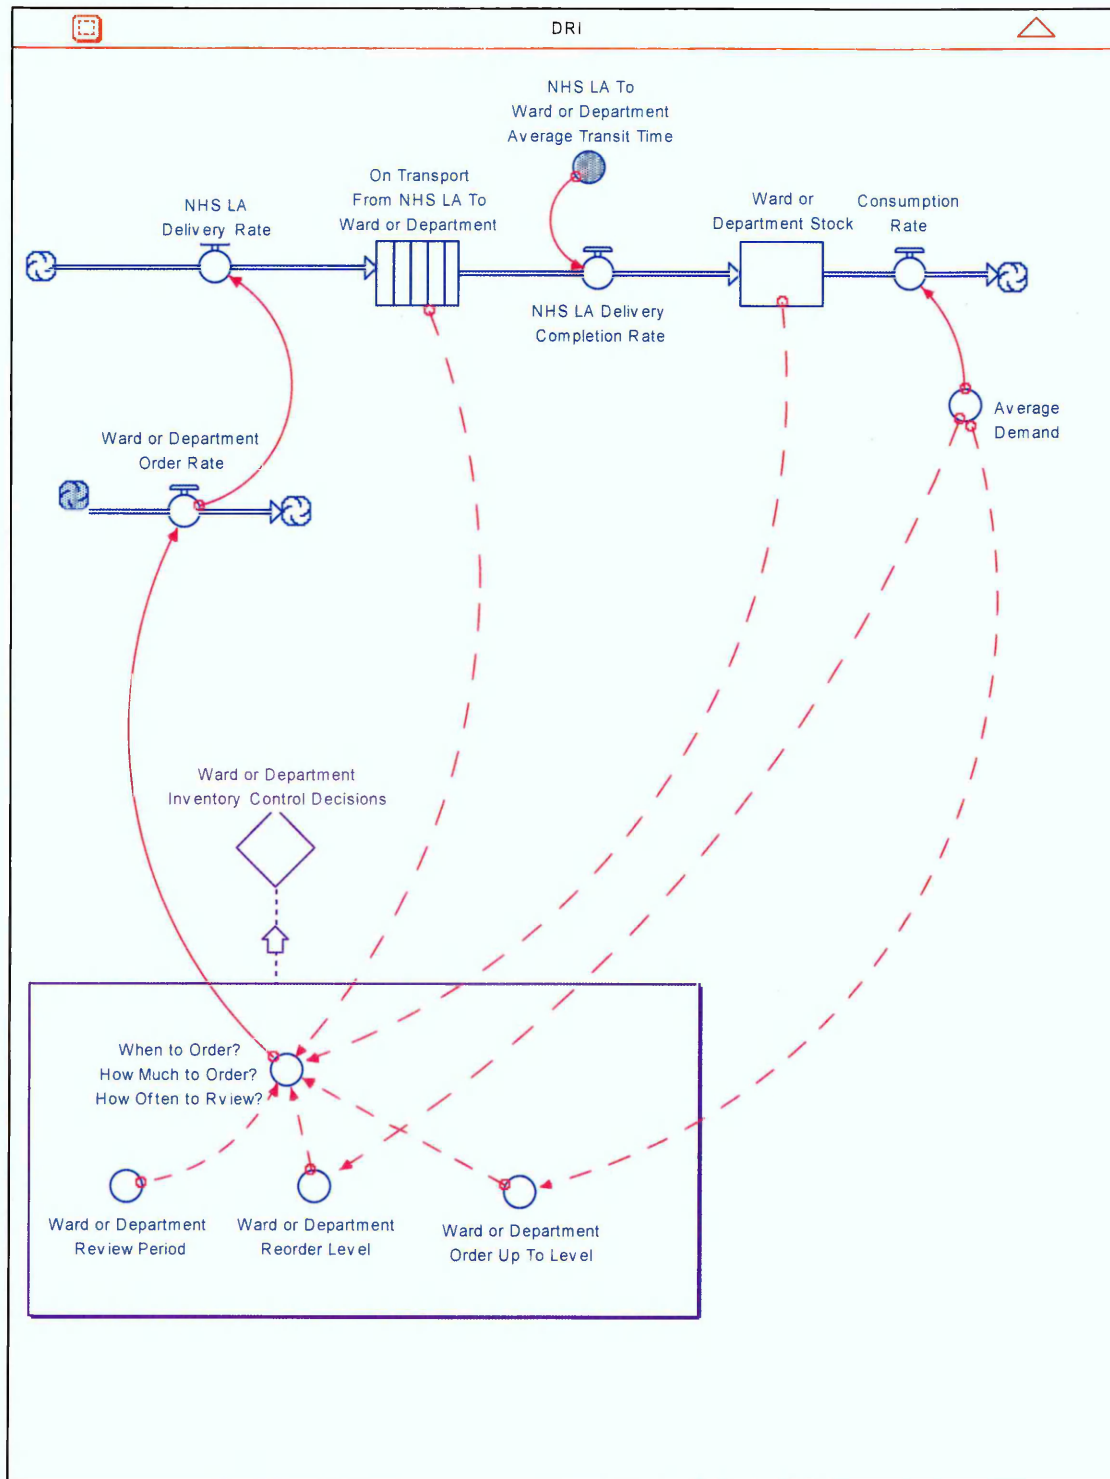 DRI
NHS LA To
Ward or Department
Average Transit Time
On Transport
From NHS LA To
Ward or Department
NHS LA
Delivery Rate
Ward or
Department Stock
Consumption
Rate
NHS LA Delivery
Completion Rate
Average
Demand
Ward or Department
Order Rate
Ward or Department
Inventory Control Decisions
When to Order?
How Much to Order?
How Often to Rview?
Ward or Department
Review Period
Ward or Department
Reorder Level
Ward or Department
Order Up To Level